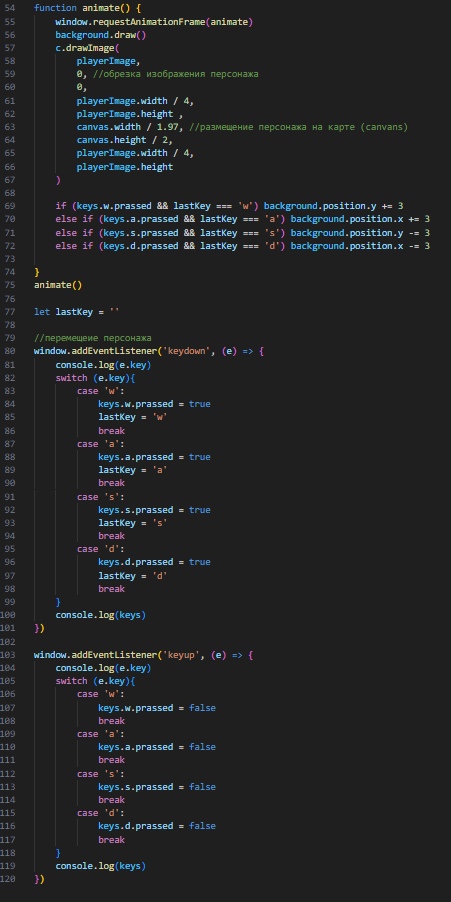 54 function animate() {
55     window.requestAnimationFrame(animate)
56     background.draw()
57     c.drawImage(
58         playerImage,
59         0, //обрезка изображения персонажа
60         0,
61         playerImage.width / 4,
62         playerImage.height ,
63         canvas.width / 1.97, //размещение персонажа на карте (canvans)
64         canvas.height / 2,
65         playerImage.width / 4,
66         playerImage.height
67     )
68
69     if (keys.w.prassed && lastKey === 'w') background.position.y += 3
70     else if (keys.a.prassed && lastKey === 'a') background.position.x += 3
71     else if (keys.s.prassed && lastKey === 's') background.position.y -= 3
72     else if (keys.d.prassed && lastKey === 'd') background.position.x -= 3
73
74 }
75 animate()
76
77 let lastKey = ''
78
79 //перемещеие персонажа
80 window.addEventListener('keydown', (e) => {
81     console.log(e.key)
82     switch (e.key){
83         case 'w':
84             keys.w.prassed = true
85             lastKey = 'w'
86             break
87         case 'a':
88             keys.a.prassed = true
89             lastKey = 'a'
90             break
91         case 's':
92             keys.s.prassed = true
93             lastKey = 's'
94             break
95         case 'd':
96             keys.d.prassed = true
97             lastKey = 'd'
98             break
99     }
100     console.log(keys)
101 })
102
103 window.addEventListener('keyup', (e) => {
104     console.log(e.key)
105     switch (e.key){
106         case 'w':
107             keys.w.prassed = false
108             break
109         case 'a':
110             keys.a.prassed = false
111             break
112         case 's':
113             keys.s.prassed = false
114             break
115         case 'd':
116             keys.d.prassed = false
117             break
118     }
119     console.log(keys)
120 })